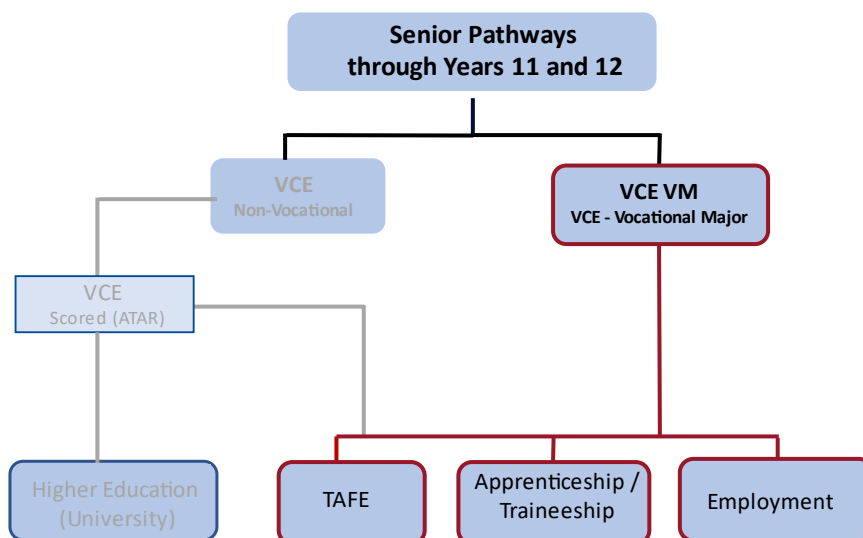 Senior Pathways
through Years 11 and 12
VCE
Non-Vocational
VCE VM
VCE - Vocational Major
VCE
Scored (ATAR)
Higher Education
(University)
TAFE
Apprenticeship /
Traineeship
Employment